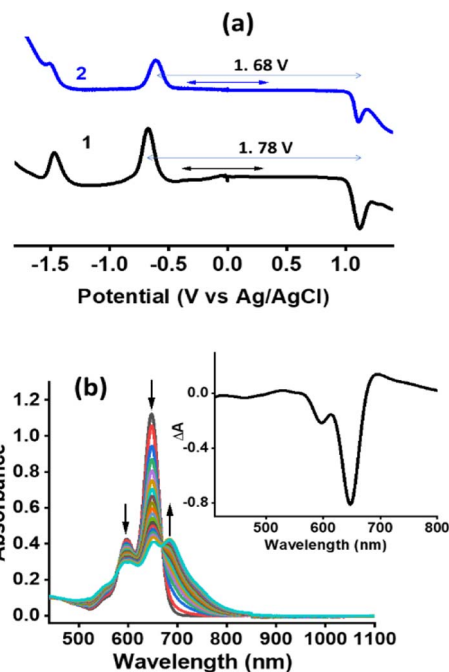 (a)
2
1. 68 V
1
1. 78 V
-1.5 -1.0 -0.5 0.0 0.5 1.0
Potential (V vs Ag/AgCl)
(b)
1.2
1.0
0.8
0.6
0.4
0.2
0.0
Absorbance
600 700 800 900 1000 1100
500
Wavelength (nm)
0.0
-0.4
-0.8
ΔA
500 600 700 800
Wavelength (nm)